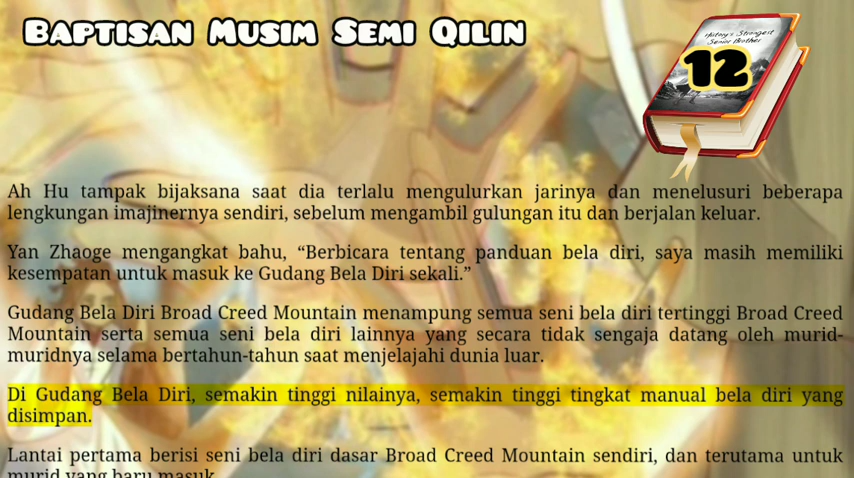 Baptisan Musim Semi Qilin
History's Strongest
Senior Brother
12
Ah Hu tampak bijaksana saat dia terlalu mengulurkan jarinya dan menelusuri beberapa
lengkungan imajinernya sendiri, sebelum mengambil gulungan itu dan berjalan keluar.
Yan Zhaoge mengangkat bahu, “Berbicara tentang panduan bela diri, saya masih memiliki
kesempatan untuk masuk ke Gudang Bela Diri sekali.”
Gudang Bela Diri Broad Creed Mountain menampung semua seni bela diri tertinggi Broad Creed
Mountain serta semua seni bela diri lainnya yang secara tidak sengaja datang oleh murid-
muridnya selama bertahun-tahun saat menjelajahi dunia luar.
Di Gudang Bela Diri, semakin tinggi nilainya, semakin tinggi tingkat manual bela diri yang
disimpan.
Lantai pertama berisi seni bela diri dasar Broad Creed Mountain sendiri, dan terutama untuk
murid yang baru masuk.